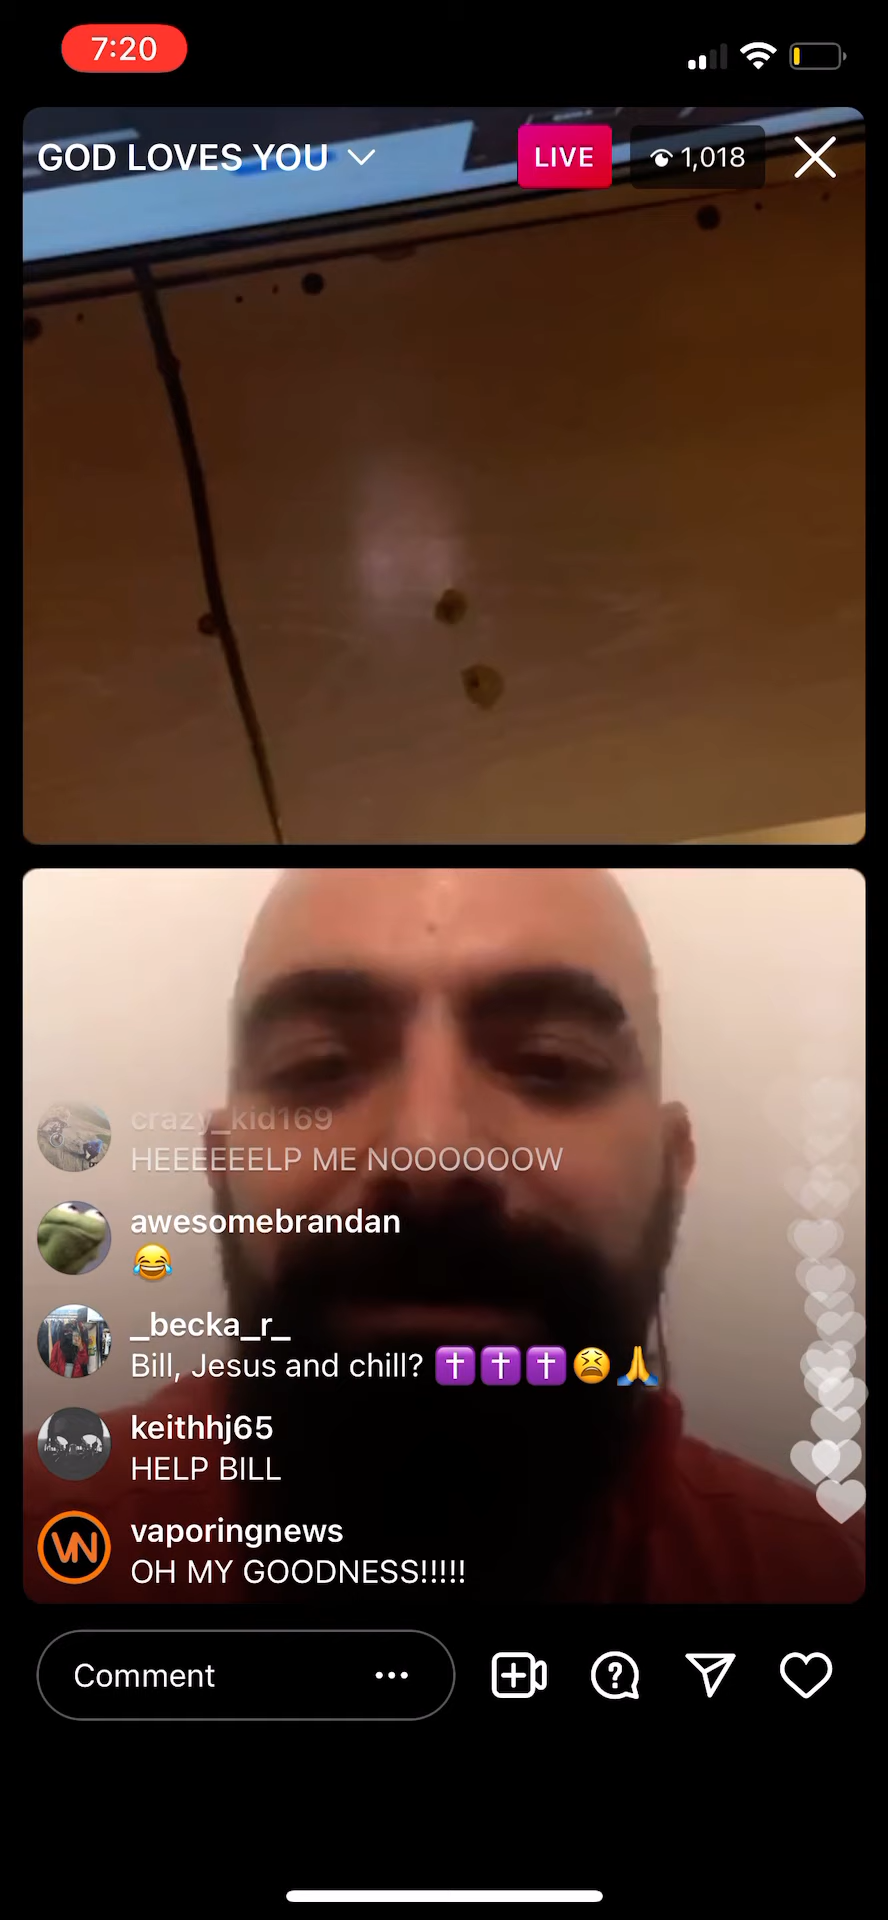 7:20
GOD LOVES YOU
LIVE
1,018
crazy_kid169
HEEEEEELP ME NOOOOOOW
awesomebrandan
😂
_becka_r_
Bill, Jesus and chill? ✝️✝️✝️😫🙏
keithhj65
HELP BILL
VN
vaporingnews
OH MY GOODNESS!!!!!
Comment